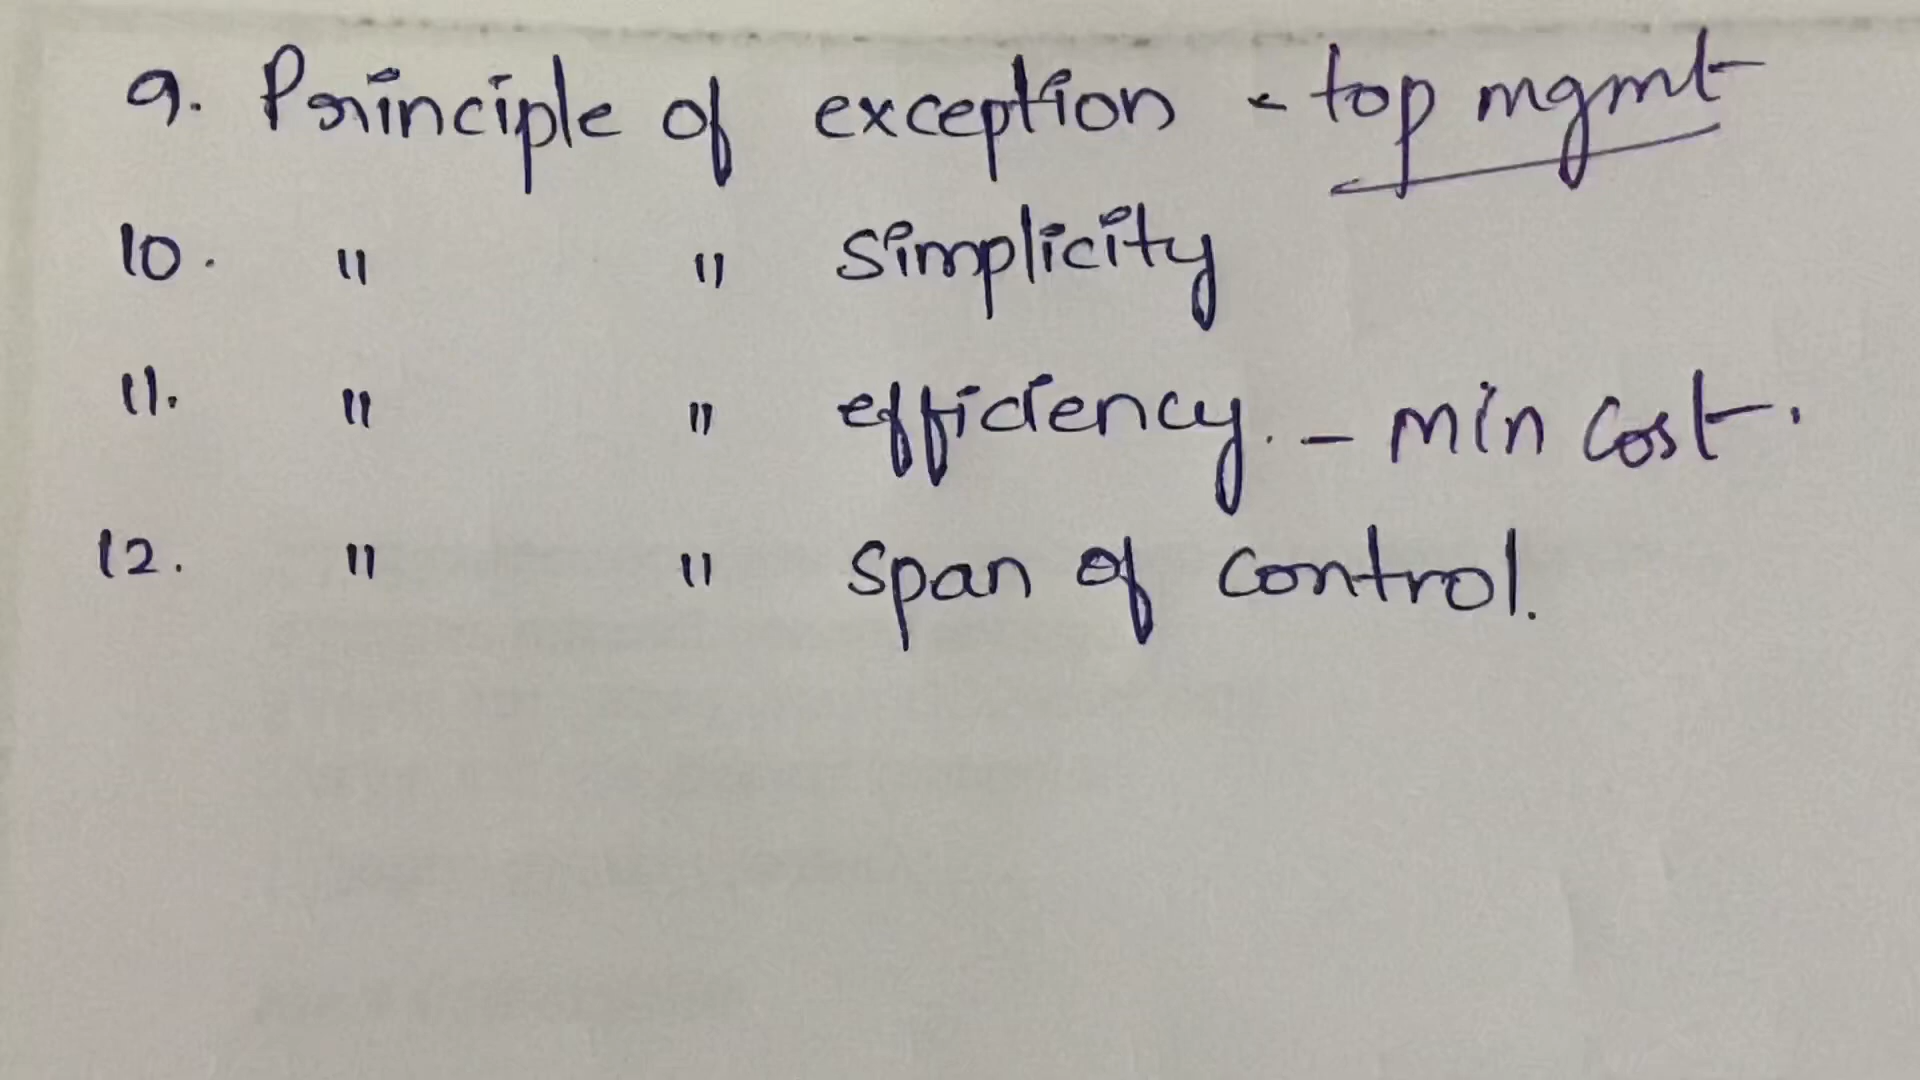 9. Principle of exception - top mgmt
10. " " Simplicity
11. " " efficiency. - min cost.
12. " " Span of control.